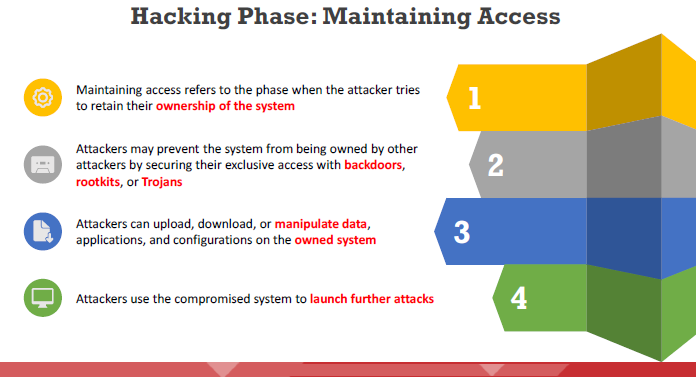 Hacking Phase: Maintaining Access
Maintaining access refers to the phase when the attacker tries
to retain their ownership of the system
Attackers may prevent the system from being owned by other
attackers by securing their exclusive access with backdoors,
rootkits, or Trojans
Attackers can upload, download, or manipulate data,
applications, and configurations on the owned system
Attackers use the compromised system to launch further attacks
1
2
3
4